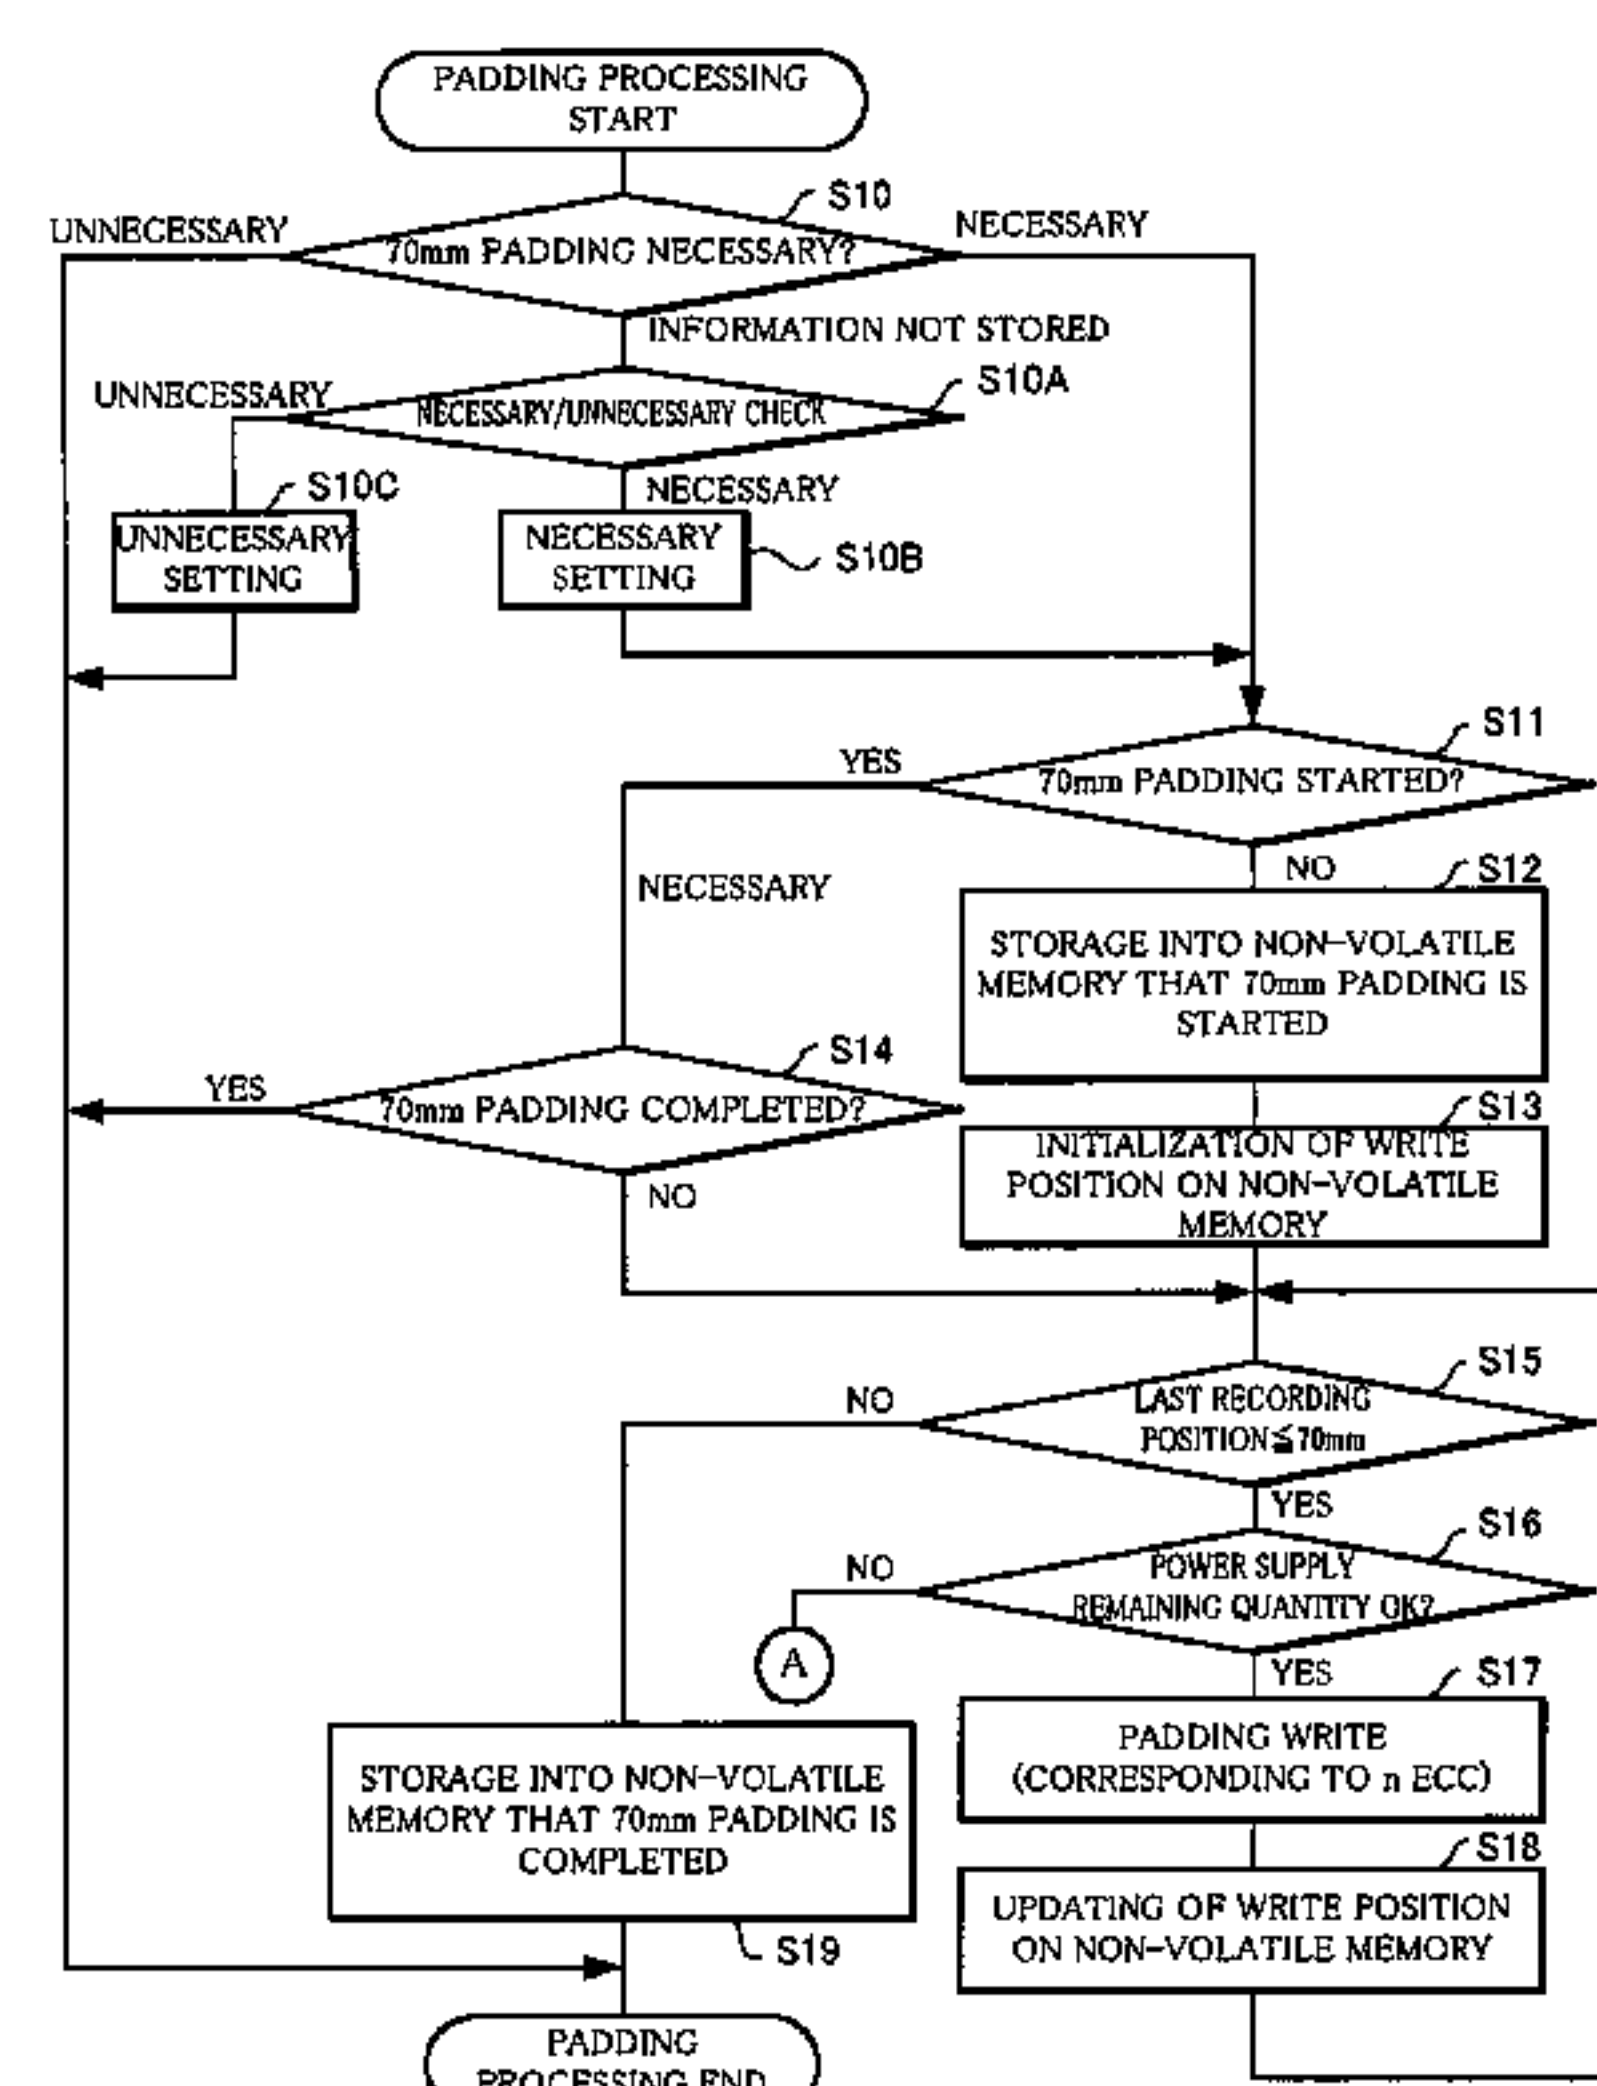 PADDING PROCESSING
START
S10
UNNECESSARY
NECESSARY
70mm PADDING NECESSARY?
INFORMATION NOT STORED
S10A
UNNECESSARY
NECESSARY/UNNECESSARY CHECK
S10C
NECESSARY
UNNECESSARY
SETTING
NECESSARY
SETTING
S10B
S11
YES
70mm PADDING STARTED?
NO
S12
NECESSARY
STORAGE INTO NON-VOLATILE
MEMORY THAT 70mm PADDING IS
STARTED
S14
YES
70mm PADDING COMPLETED?
NO
S13
INITIALIZATION OF WRITE
POSITION ON NON-VOLATILE
MEMORY
S15
NO
LAST RECORDING
POSITION≦70mm
YES
S16
NO
POWER SUPPLY
REMAINING QUANTITY OK?
A
YES
S17
PADDING WRITE
(CORRESPONDING TO n ECC)
STORAGE INTO NON-VOLATILE
MEMORY THAT 70mm PADDING IS
COMPLETED
S18
UPDATING OF WRITE POSITION
ON NON-VOLATILE MEMORY
S19
PADDING
PROCESSING END